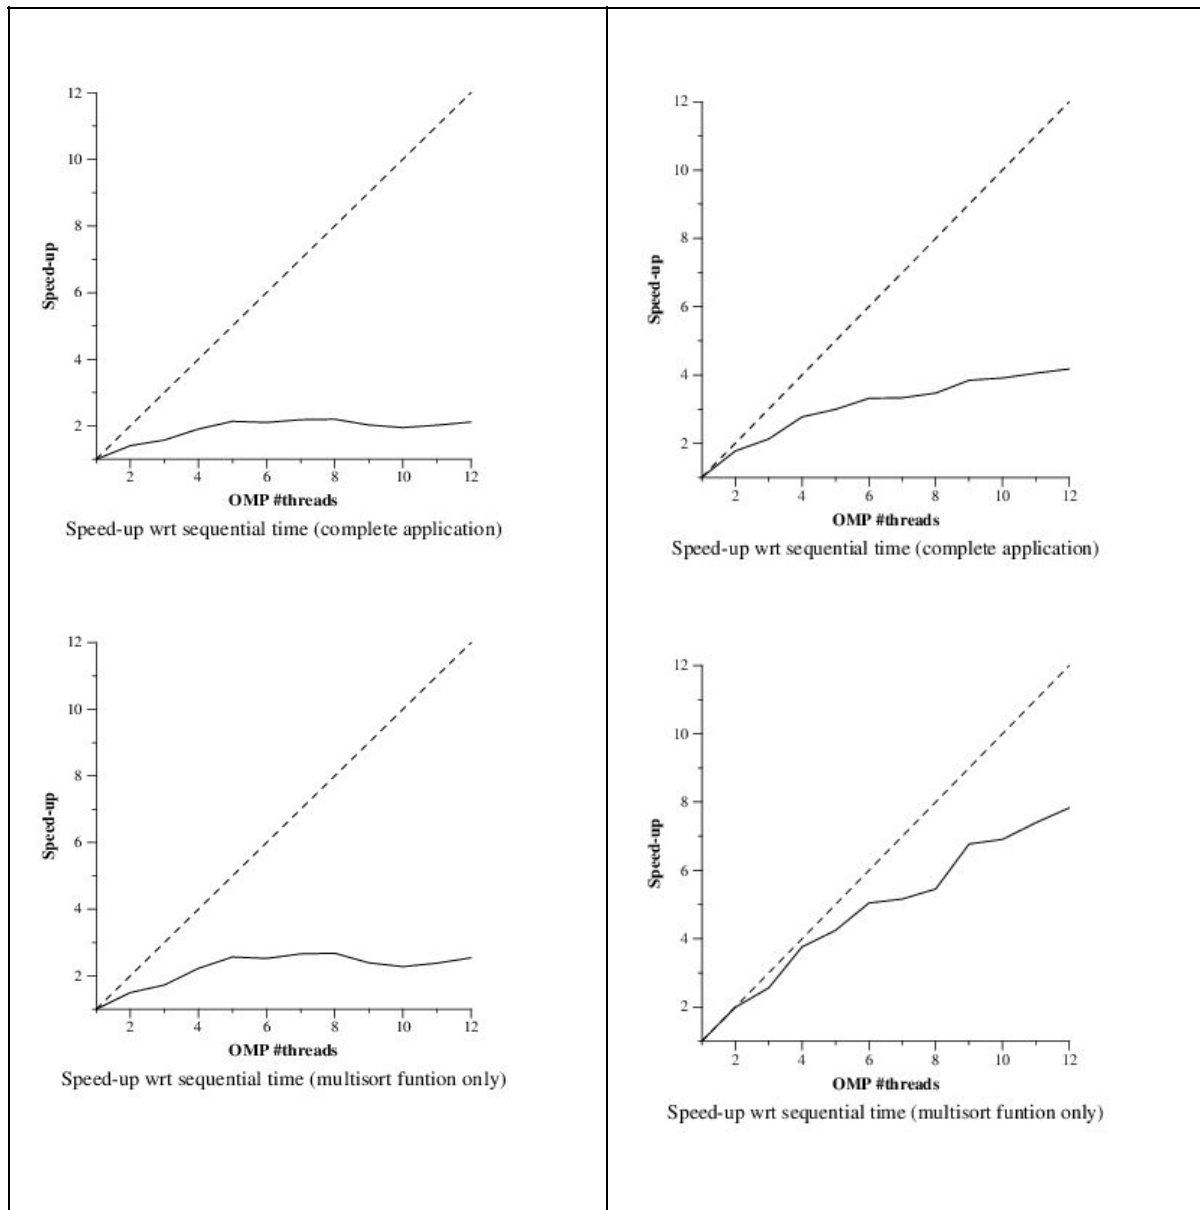 12
10
8
6
4
2
Speed-up
2 4 6 8 10 12
OMP #threads
Speed-up wrt sequential time (complete application)
12
10
8
6
4
2
Speed-up
2 4 6 8 10 12
OMP #threads
Speed-up wrt sequential time (multisort funtion only)
12
10
8
6
4
2
Speed-up
2 4 6 8 10 12
OMP #threads
Speed-up wrt sequential time (complete application)
12
10
8
6
4
2
Speed-up
2 4 6 8 10 12
OMP #threads
Speed-up wrt sequential time (multisort funtion only)